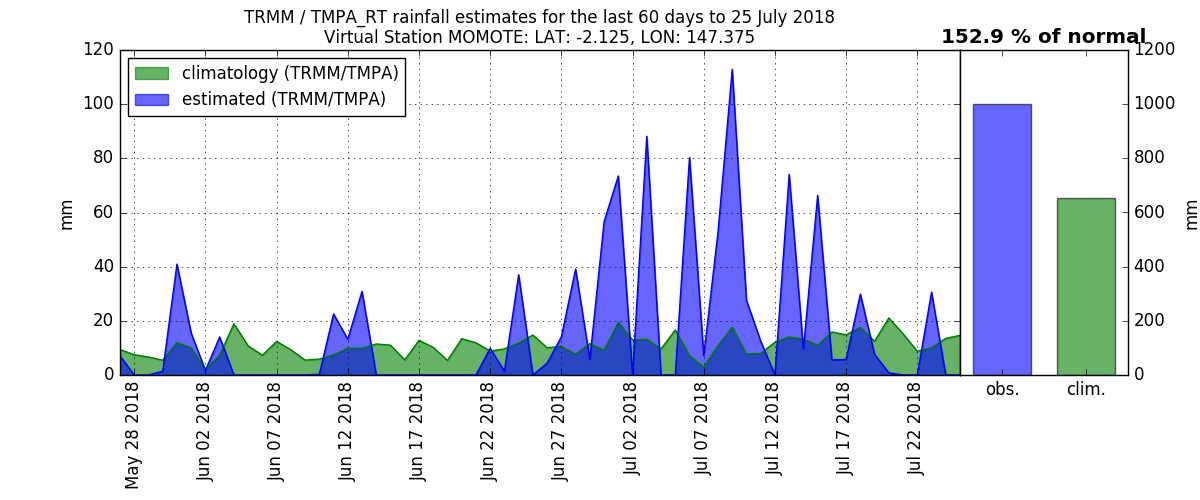 TRMM / TMPA_RT rainfall estimates for the last 60 days to 25 July 2018
Virtual Station MOMOTE: LAT: -2.125, LON: 147.375
152.9 % of normal
climatology (TRMM/TMPA)
estimated (TRMM/TMPA)
mm
120
100
80
60
40
20
0
May 28 2018
Jun 02 2018
Jun 07 2018
Jun 12 2018
Jun 17 2018
Jun 22 2018
Jun 27 2018
Jul 02 2018
Jul 07 2018
Jul 12 2018
Jul 17 2018
Jul 22 2018
obs.
clim.
1200
1000
800
600
400
200
0
mm